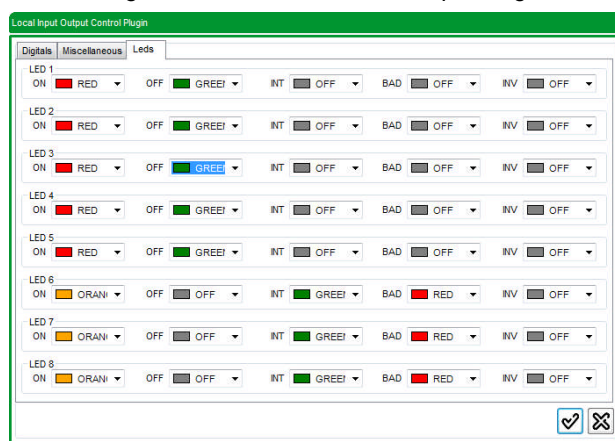 Local Input Output Control Plugin
Digitals Miscellaneous Leds
LED 1
ON RED OFF GREEN INT OFF BAD OFF INV OFF
LED 2
ON RED OFF GREEN INT OFF BAD OFF INV OFF
LED 3
ON RED OFF GREEN INT OFF BAD OFF INV OFF
LED 4
ON RED OFF GREEN INT OFF BAD OFF INV OFF
LED 5
ON RED OFF GREEN INT OFF BAD OFF INV OFF
LED 6
ON ORAN OFF OFF INT GREEN BAD RED INV OFF
LED 7
ON ORAN OFF OFF INT GREEN BAD RED INV OFF
LED 8
ON ORAN OFF OFF INT GREEN BAD RED INV OFF